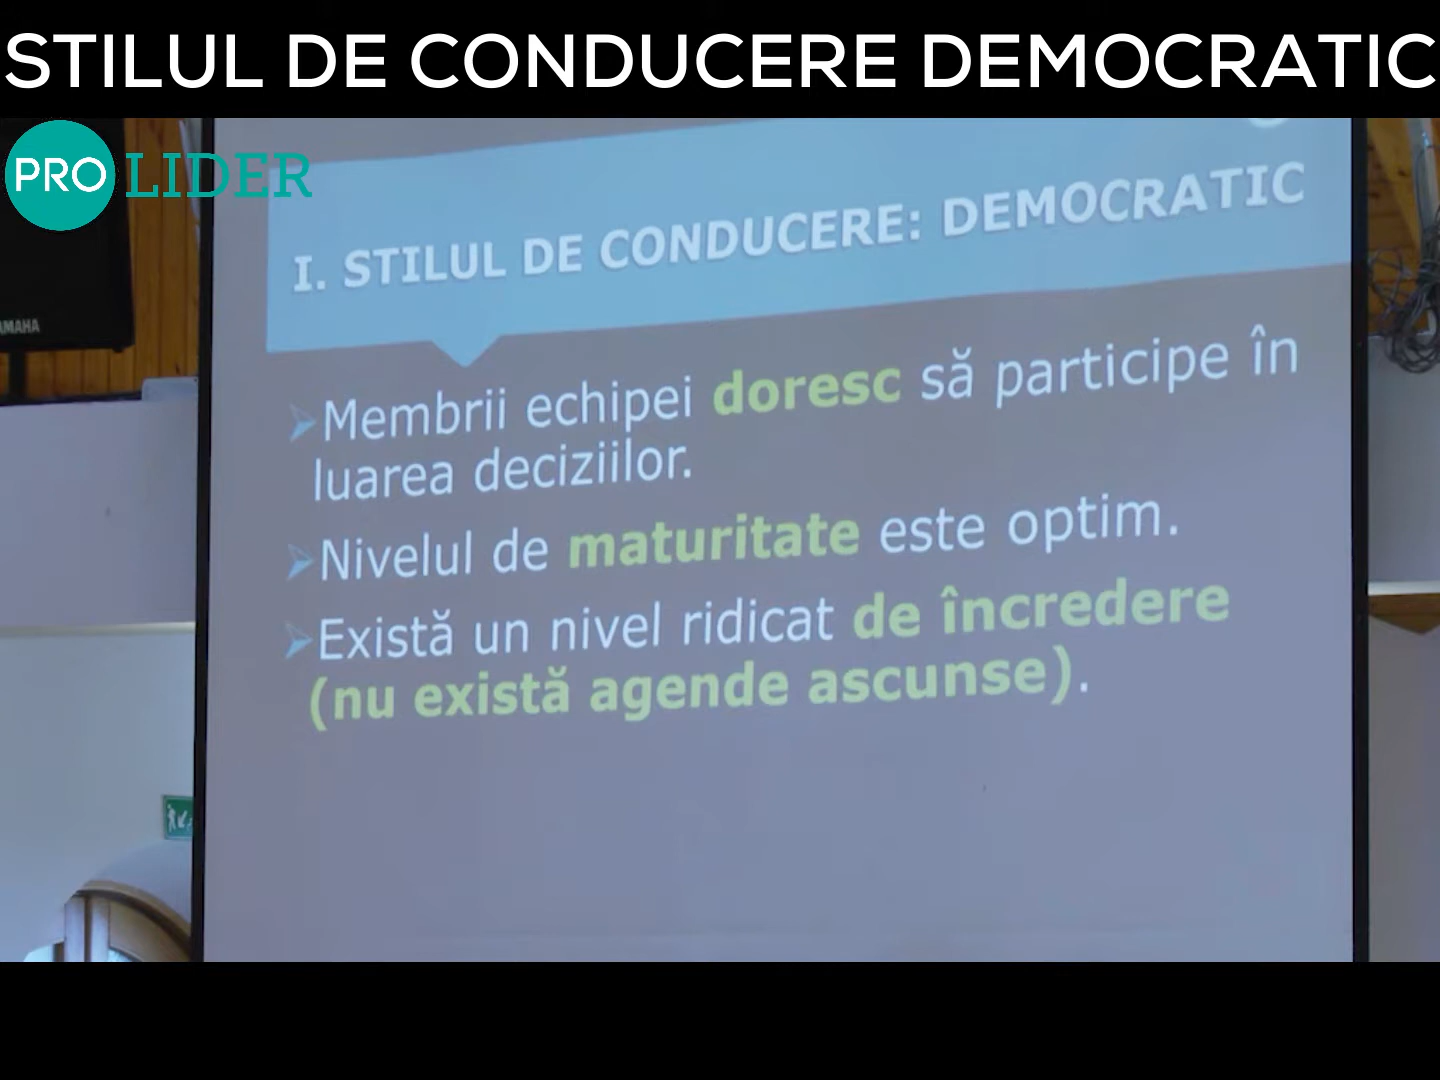 STILUL DE CONDUCERE DEMOCRATIC
PRO LIDER
I. STILUL DE CONDUCERE: DEMOCRATIC
Membrii echipei doresc să participe în
luarea deciziilor.
Nivelul de maturitate este optim.
Există un nivel ridicat de încredere
(nu există agende ascunse).